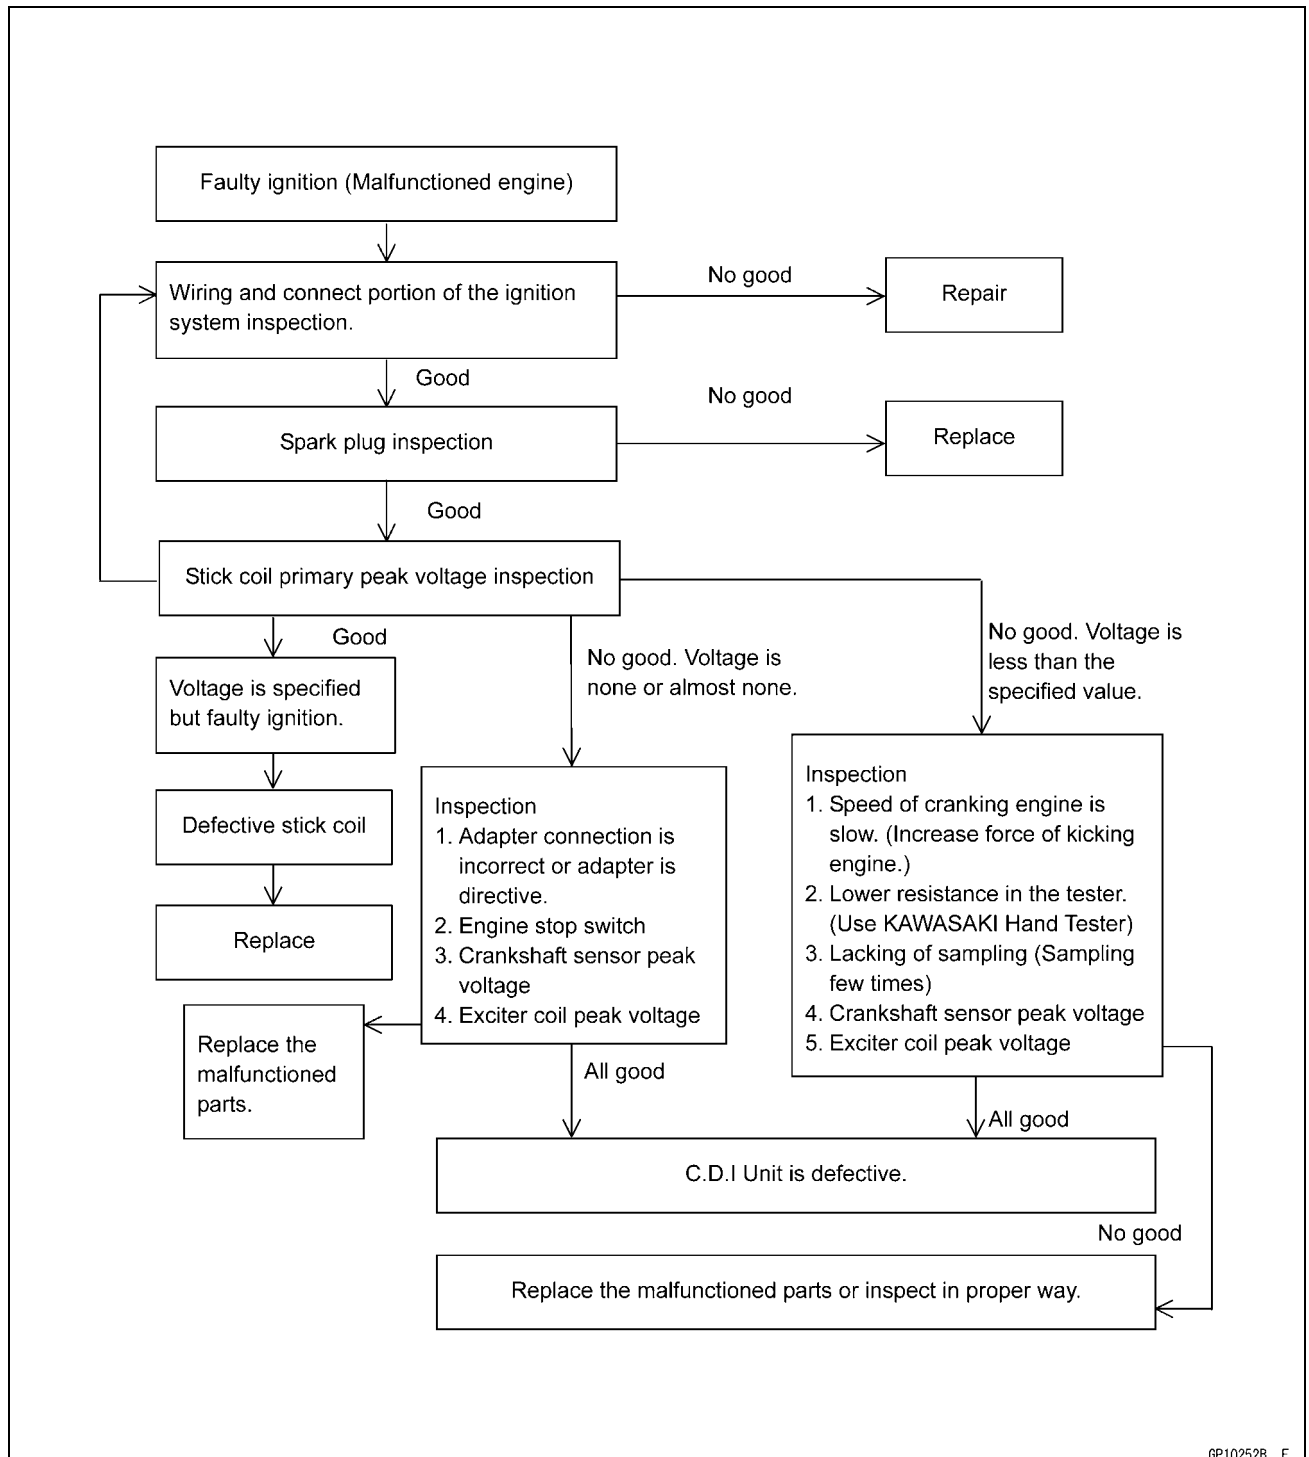 Faulty ignition (Malfunctioned engine)
No good
Wiring and connect portion of the ignition
system inspection.
Repair
Good
No good
Spark plug inspection
Replace
Good
Stick coil primary peak voltage inspection
Good
Voltage is specified
but faulty ignition.
No good. Voltage is
none or almost none.
No good. Voltage is
less than the
specified value.
Defective stick coil
Replace
Inspection
1. Adapter connection is
incorrect or adapter is
directive.
2. Engine stop switch
3. Crankshaft sensor peak
voltage
4. Exciter coil peak voltage
Inspection
1. Speed of cranking engine is
slow. (Increase force of kicking
engine.)
2. Lower resistance in the tester.
(Use KAWASAKI Hand Tester)
3. Lacking of sampling (Sampling
few times)
4. Crankshaft sensor peak voltage
5. Exciter coil peak voltage
Replace the
malfunctioned
parts.
All good
All good
C.D.I Unit is defective.
No good
Replace the malfunctioned parts or inspect in proper way.
GP10252B F